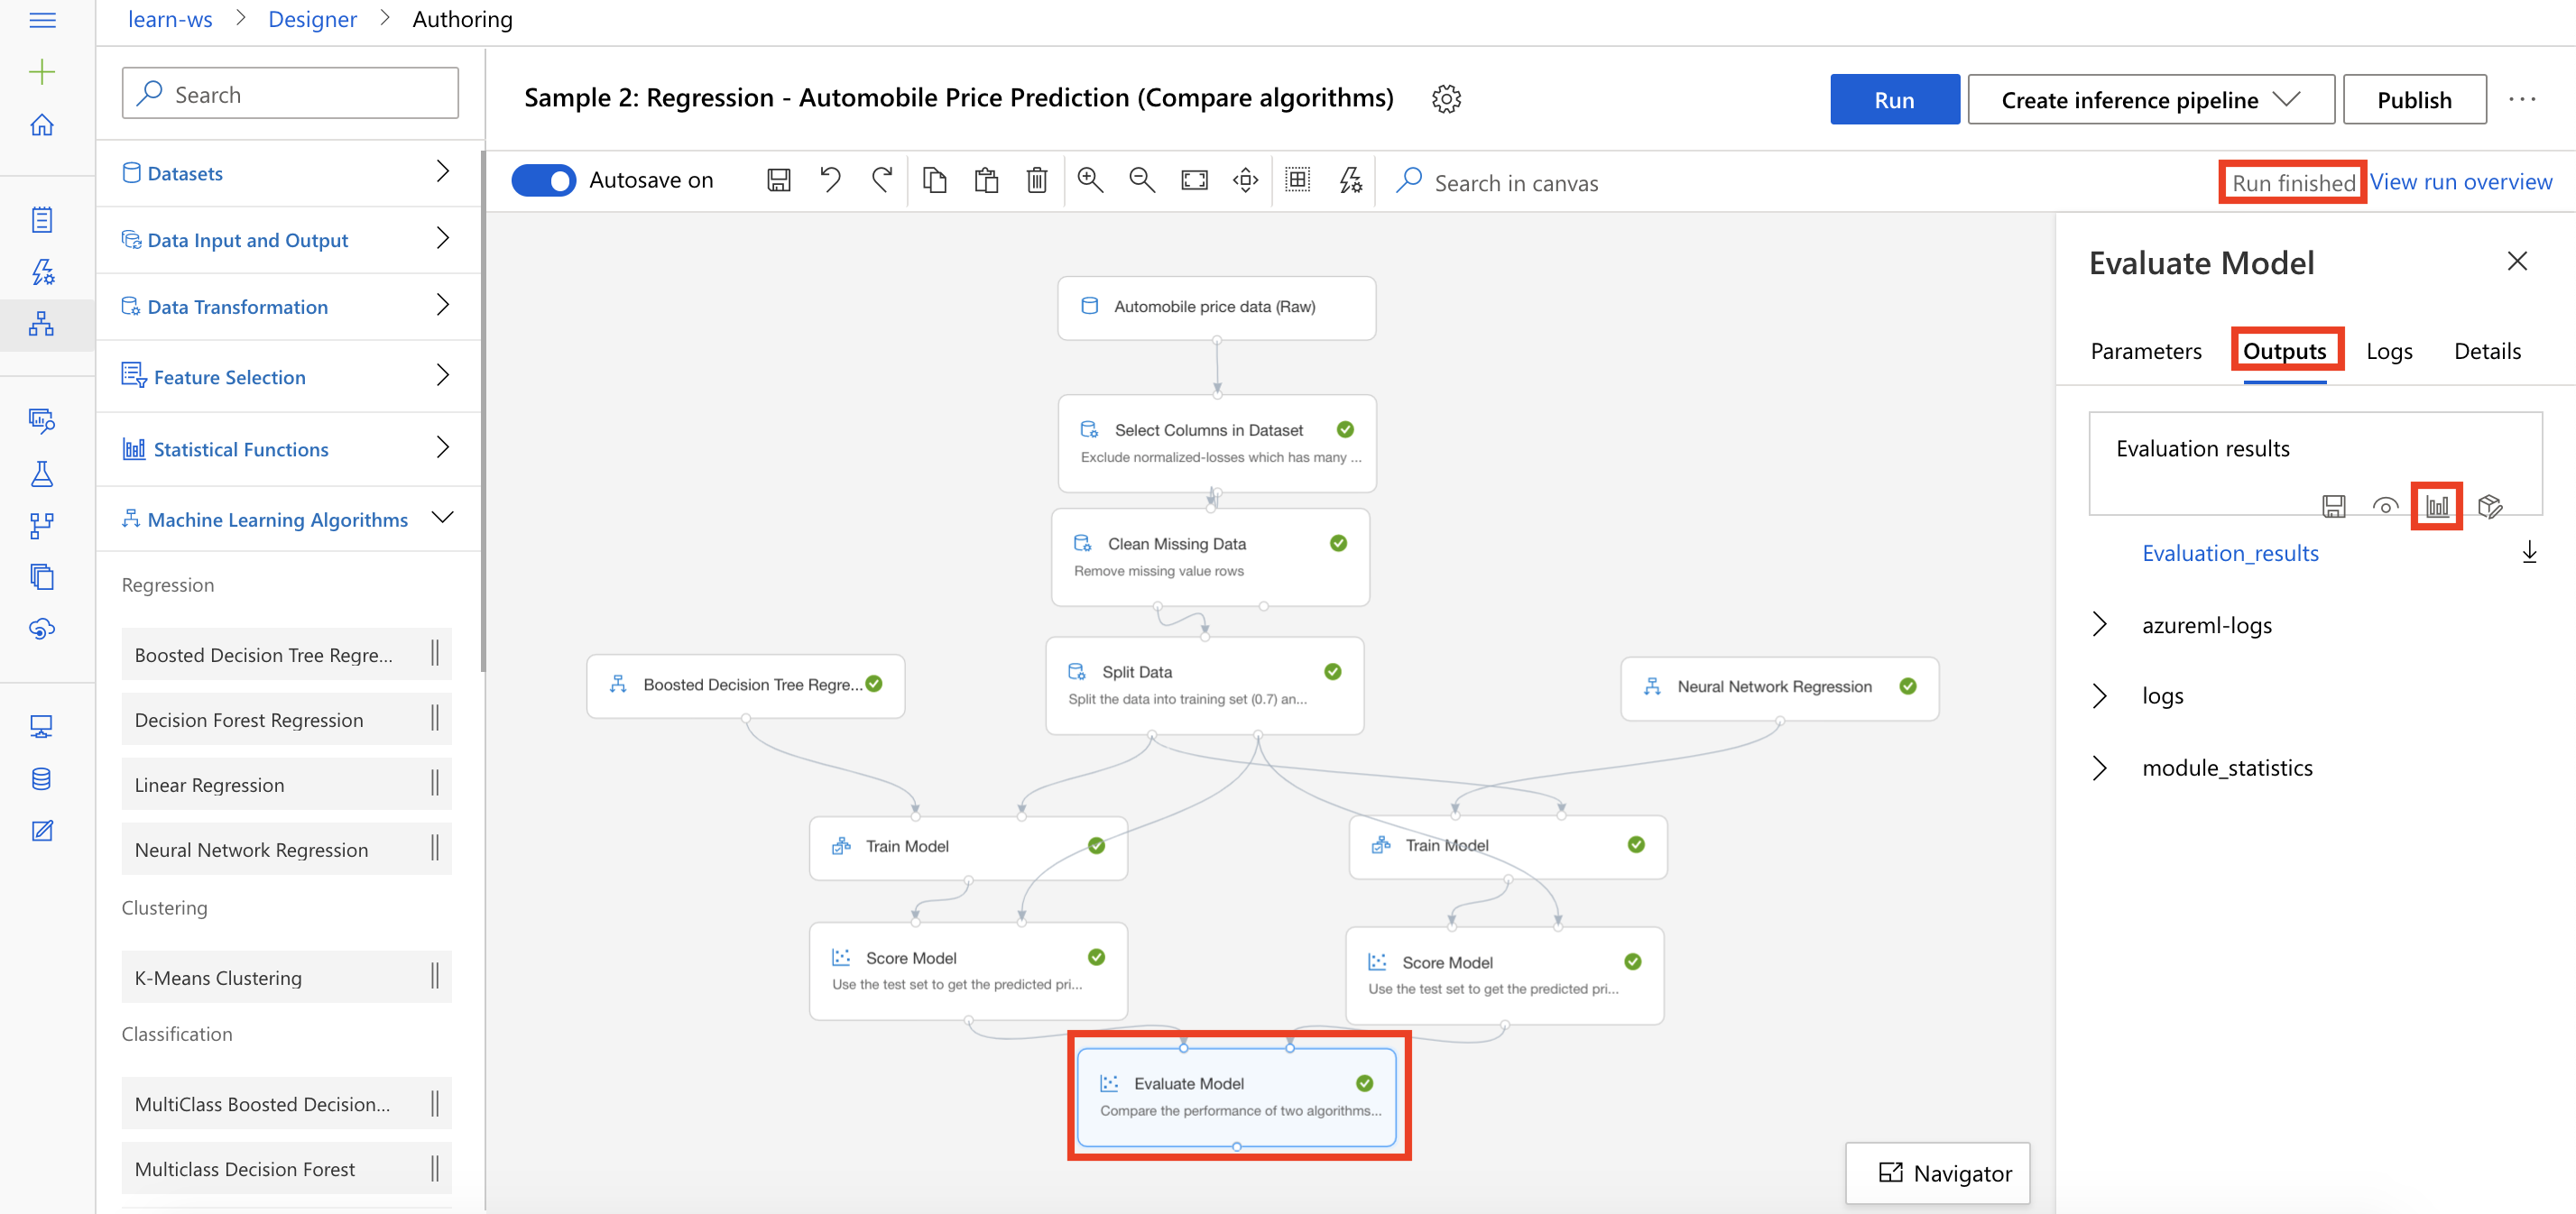 learn-ws > Designer > Authoring
Search
Sample 2: Regression - Automobile Price Prediction (Compare algorithms)
Run
Create inference pipeline
Publish
...
Autosave on
Search in canvas
Run finished
View run overview
Datasets
Data Input and Output
Data Transformation
Feature Selection
Statistical Functions
Machine Learning Algorithms
Regression
Boosted Decision Tree Regre...
Decision Forest Regression
Linear Regression
Neural Network Regression
Clustering
K-Means Clustering
Classification
MultiClass Boosted Decision...
Multiclass Decision Forest
Automobile price data (Raw)
Select Columns in Dataset
Exclude normalized-losses which has many ...
Clean Missing Data
Remove missing value rows
Split Data
Split the data into training set (0.7) an...
Boosted Decision Tree Regre...
Neural Network Regression
Train Model
Train Model
Score Model
Use the test set to get the predicted pri...
Score Model
Use the test set to get the predicted pri...
Evaluate Model
Compare the performance of two algorithms...
Navigator
Evaluate Model
Parameters
Outputs
Logs
Details
Evaluation results
Evaluation_results
azureml-logs
logs
module_statistics